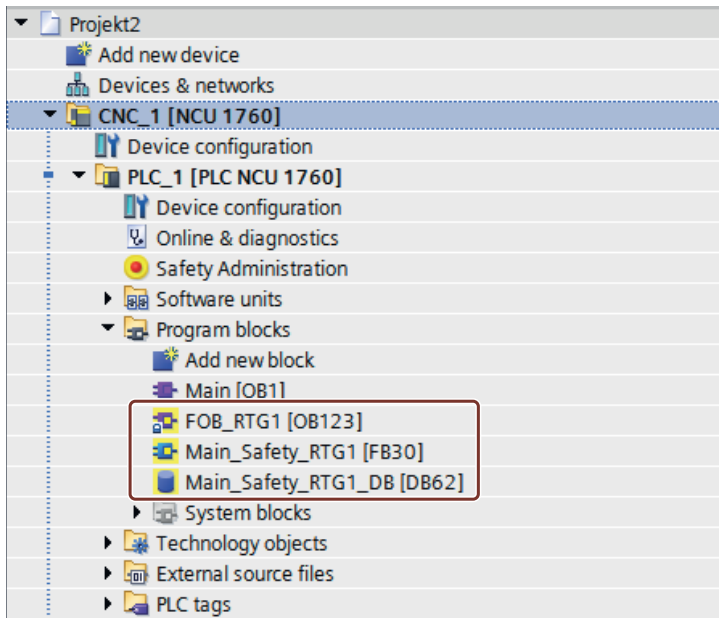 Projekt2
Add new device
Devices & networks
CNC_1 [NCU 1760]
Device configuration
PLC_1 [PLC NCU 1760]
Device configuration
Online & diagnostics
Safety Administration
Software units
Program blocks
Add new block
Main [OB1]
FOB_RTG1 [OB123]
Main_Safety_RTG1 [FB30]
Main_Safety_RTG1_DB [DB62]
System blocks
Technology objects
External source files
PLC tags